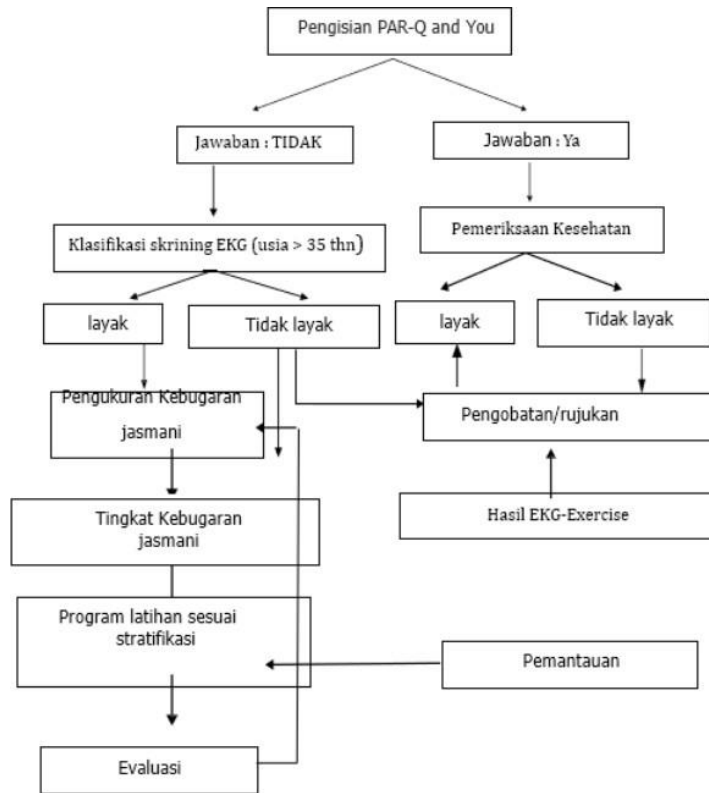 Pengisian PAR-Q and You
Jawaban : TIDAK
Jawaban : Ya
Klasifikasi skrining EKG (usia > 35 thn)
Pemeriksaan Kesehatan
layak
Tidak layak
layak
Tidak layak
Pengukuran Kebugaran
jasmani
Pengobatan/rujukan
Tingkat Kebugaran
jasmani
Hasil EKG-Exercise
Program latihan sesuai
stratifikasi
Pemantauan
Evaluasi